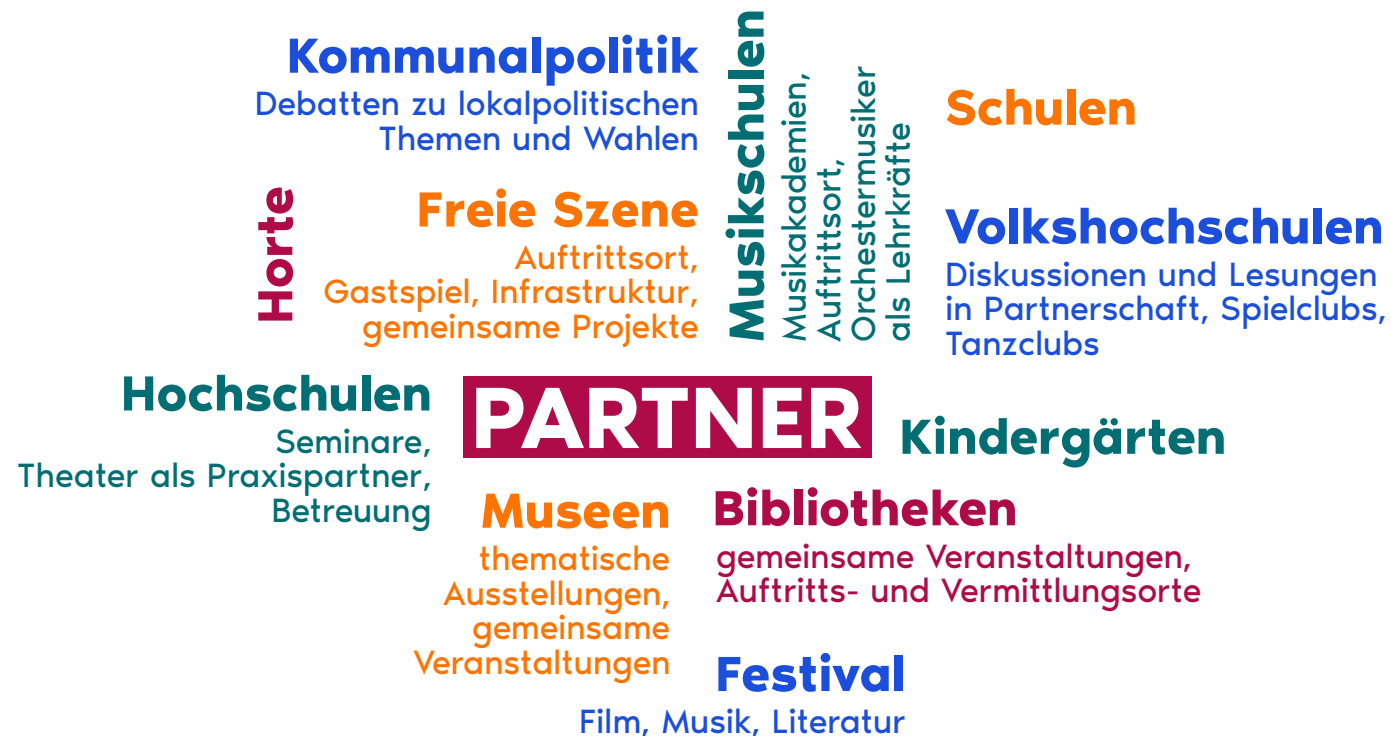 Kommunalpolitik
Debatten zu lokalpolitischen
Themen und Wahlen
Musikschulen
Musikakademien,
Auftrittsort,
Orchestermusiker
als Lehrkräfte
Schulen
Horte
Freie Szene
Auftrittsort,
Gastspiel, Infrastruktur,
gemeinsame Projekte
Volkshochschulen
Diskussionen und Lesungen
in Partnerschaft, Spielclubs,
Tanzclubs
Hochschulen
Seminare,
Theater als Praxispartner,
Betreuung
PARTNER
Kindergärten
Museen
thematische
Ausstellungen,
gemeinsame
Veranstaltungen
Bibliotheken
gemeinsame Veranstaltungen,
Auftritts- und Vermittlungsorte
Festival
Film, Musik, Literatur